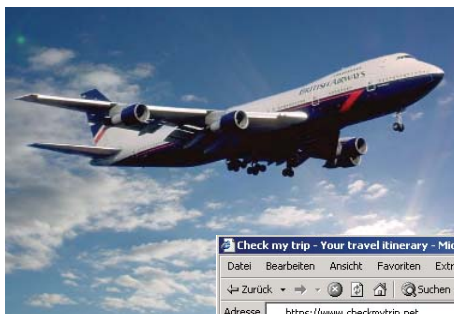 BRITISH AIRWAYS
Check my trip - Your travel itinerary - Mic
Datei Bearbeiten Ansicht Favoriten Extr
Zurück Suchen
Adresse https://www.checkmytrip.net